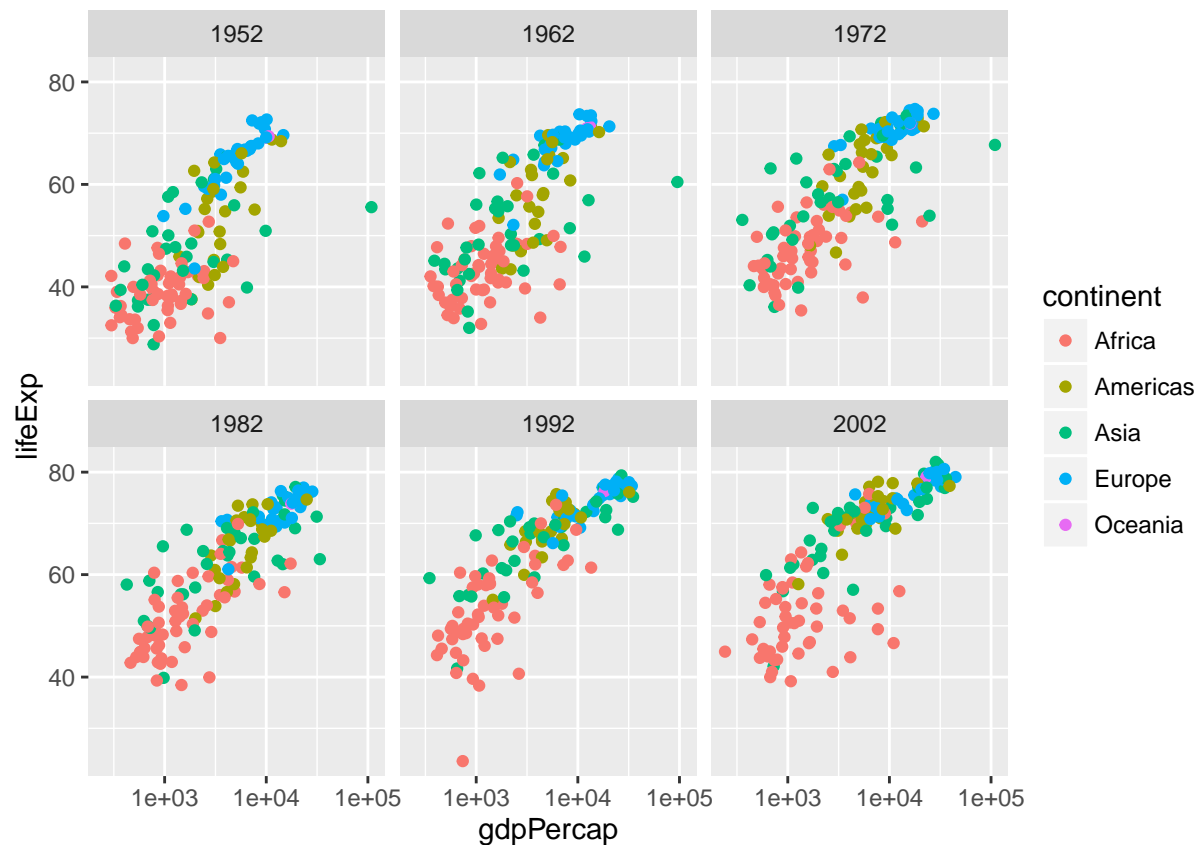 1952
1962
1972
80
60
40
lifeExp
1982
1992
2002
80
60
40
1e+03
1e+04
1e+05
1e+03
1e+04
1e+05
1e+03
1e+04
1e+05
gdpPercap
continent
Africa
Americas
Asia
Europe
Oceania